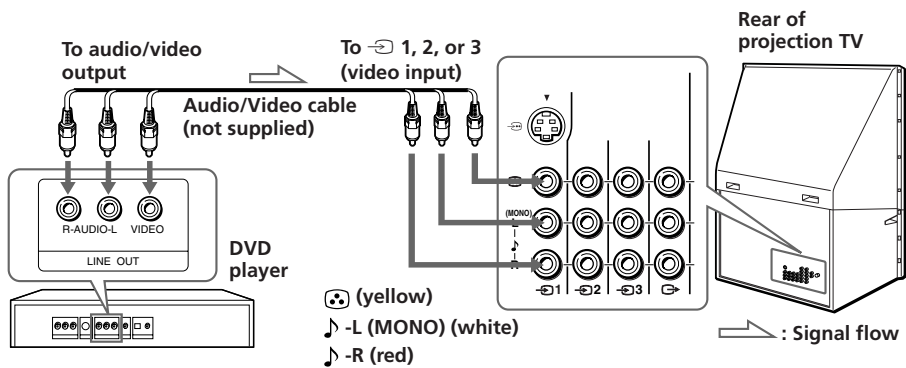 To audio/video
output
To 1, 2, or 3
(video input)
Rear of
projection TV
Audio/Video cable
(not supplied)
(MONO)
L
R
1 2 3
R-AUDIO-L VIDEO
LINE OUT
DVD
player
(yellow)
-L (MONO) (white)
-R (red)
: Signal flow